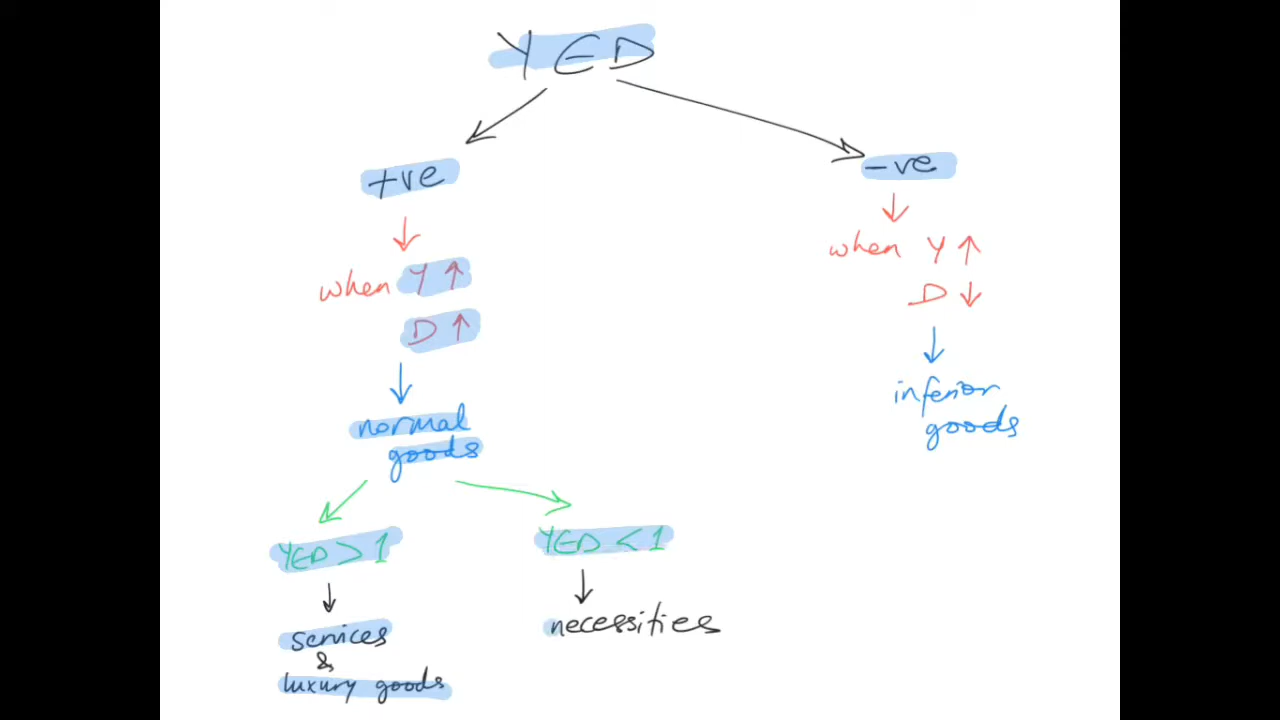 YED
+ve
-ve
when Y ↑
D ↑
when Y ↑
D ↓
normal
goods
inferior
goods
YED > 1
YED < 1
services
&
luxury goods
necessities